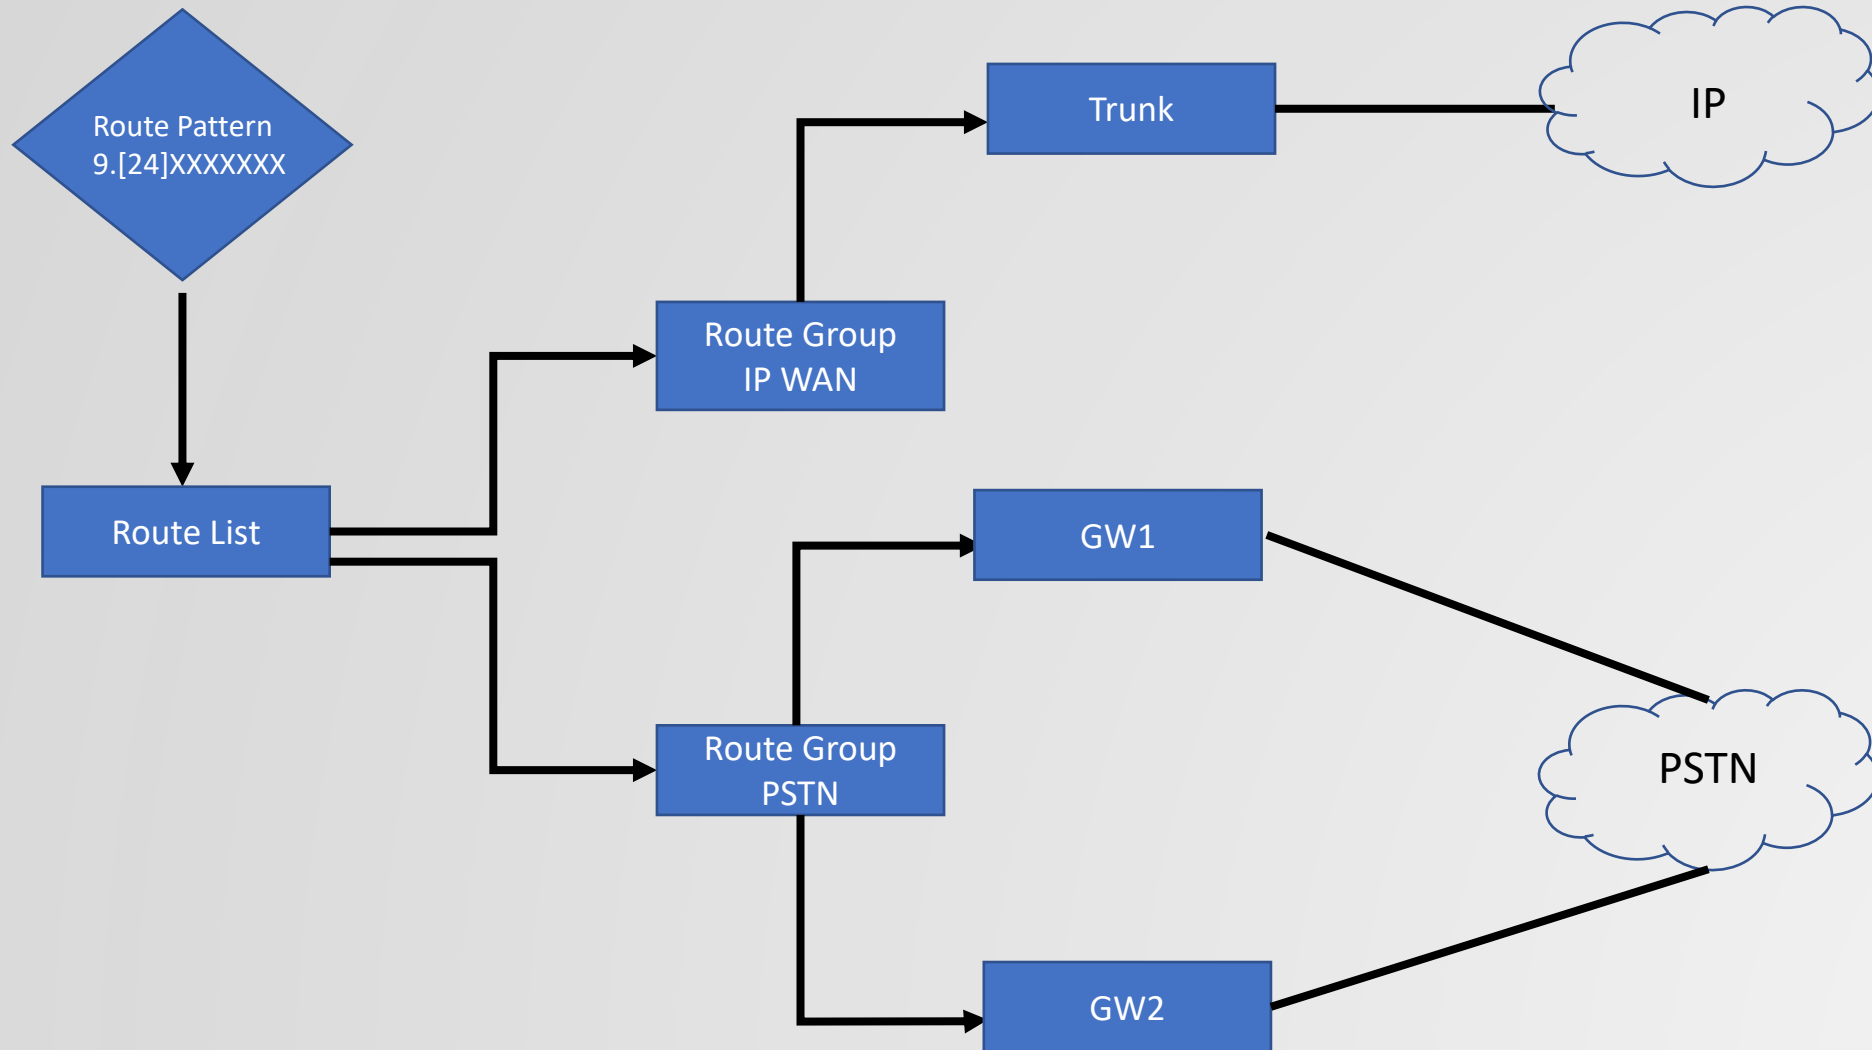 Route Pattern
9.[24]XXXXXXX
Trunk
IP
Route Group
IP WAN
Route List
GW1
Route Group
PSTN
PSTN
GW2